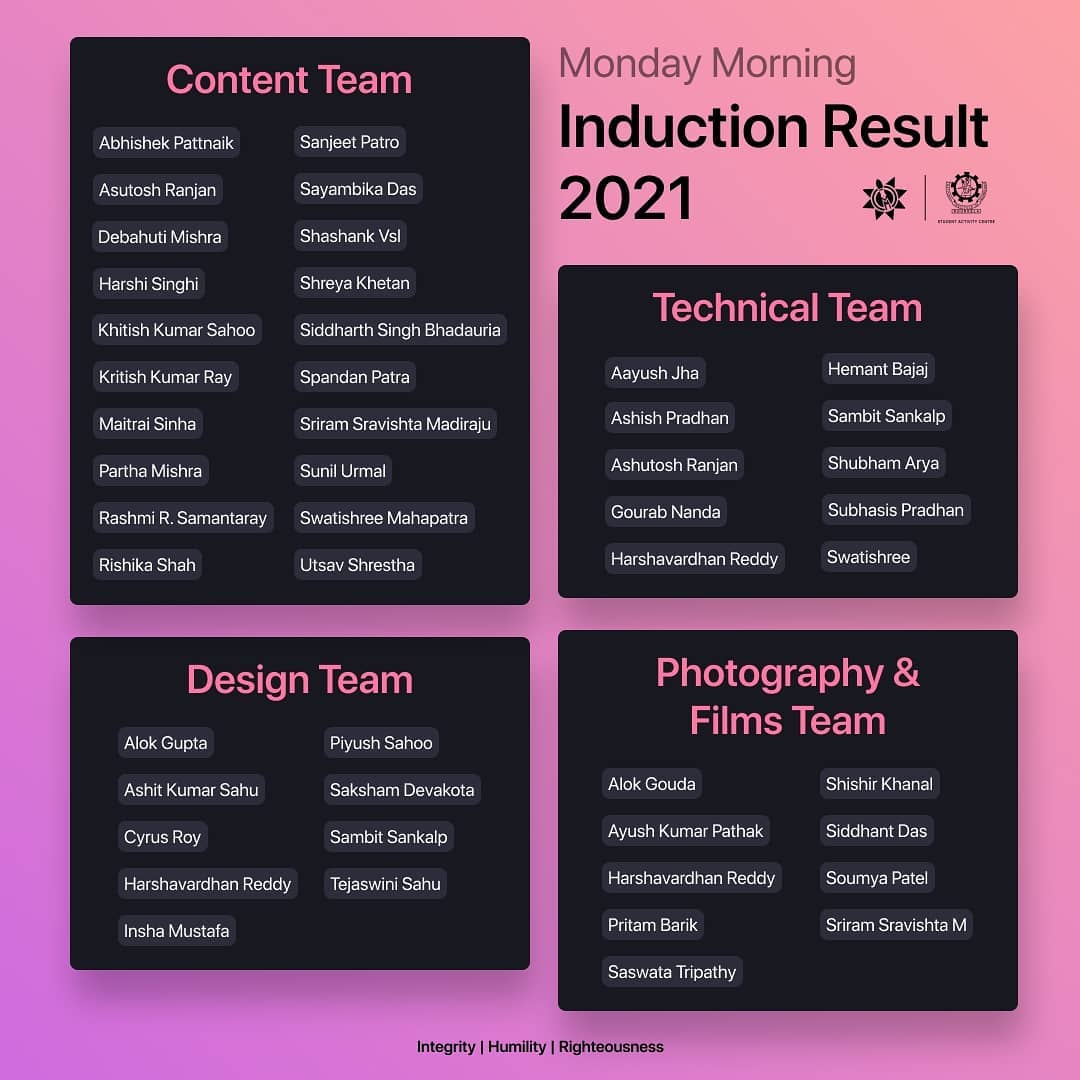 Monday Morning
Induction Result
2021
STUDENT ACTIVITY CENTRE
Content Team
Abhishek Pattnaik
Asutosh Ranjan
Debahuti Mishra
Harshi Singhi
Khitish Kumar Sahoo
Kritish Kumar Ray
Maitrai Sinha
Partha Mishra
Rashmi R. Samantaray
Rishika Shah
Sanjeet Patro
Sayambika Das
Shashank Vsl
Shreya Khetan
Siddharth Singh Bhadauria
Spandan Patra
Sriram Sravishta Madiraju
Sunil Urmal
Swatishree Mahapatra
Utsav Shrestha
Technical Team
Aayush Jha
Ashish Pradhan
Ashutosh Ranjan
Gourab Nanda
Harshavardhan Reddy
Hemant Bajaj
Sambit Sankalp
Shubham Arya
Subhasis Pradhan
Swatishree
Design Team
Alok Gupta
Ashit Kumar Sahu
Cyrus Roy
Harshavardhan Reddy
Insha Mustafa
Piyush Sahoo
Saksham Devakota
Sambit Sankalp
Tejaswini Sahu
Photography &
Films Team
Alok Gouda
Ayush Kumar Pathak
Harshavardhan Reddy
Pritam Barik
Saswata Tripathy
Shishir Khanal
Siddhant Das
Soumya Patel
Sriram Sravishta M
Integrity | Humility | Righteousness